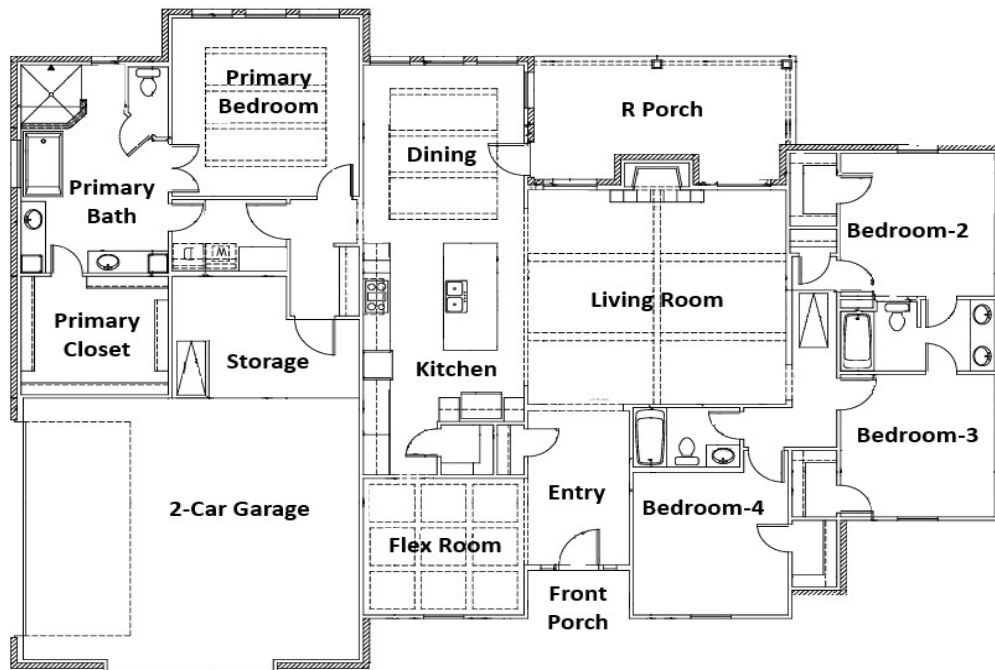 Primary
Bedroom
R Porch
Dining
Primary
Bath
Bedroom-2
D
W
Living Room
Primary
Closet
Storage
Kitchen
Bedroom-3
2-Car Garage
Entry
Bedroom-4
Flex Room
Front
Porch